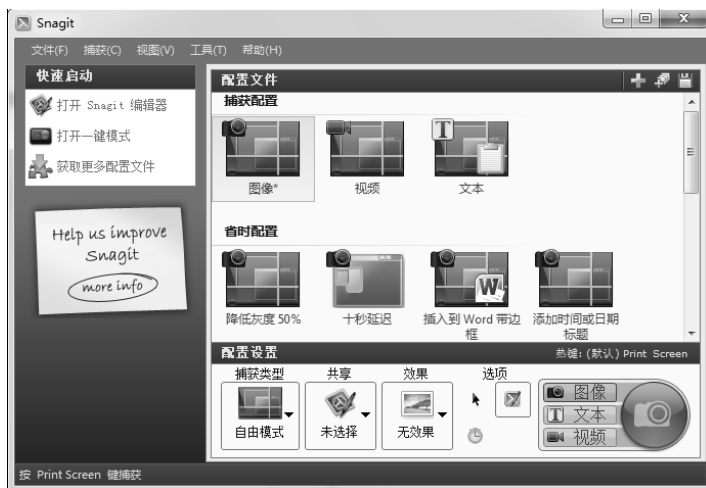 Snagit
文件(F) 捕获(C) 视图(V) 工具(T) 帮助(H)
快速启动
打开 Snagit 编辑器
打开一键模式
获取更多配置文件
Help us improve
Snagit
more info
配置文件
捕获配置
图像*
视频
T
文本
省时配置
降低灰度 50%
十秒延迟
W
插入到 Word 带边
框
添加时间或日期
标题
配置设置
热键: (默认) Print Screen
捕获类型 共享 效果 选项
自由模式
未选择
无效果
图像
T 文本
视频
按 Print Screen 键捕获